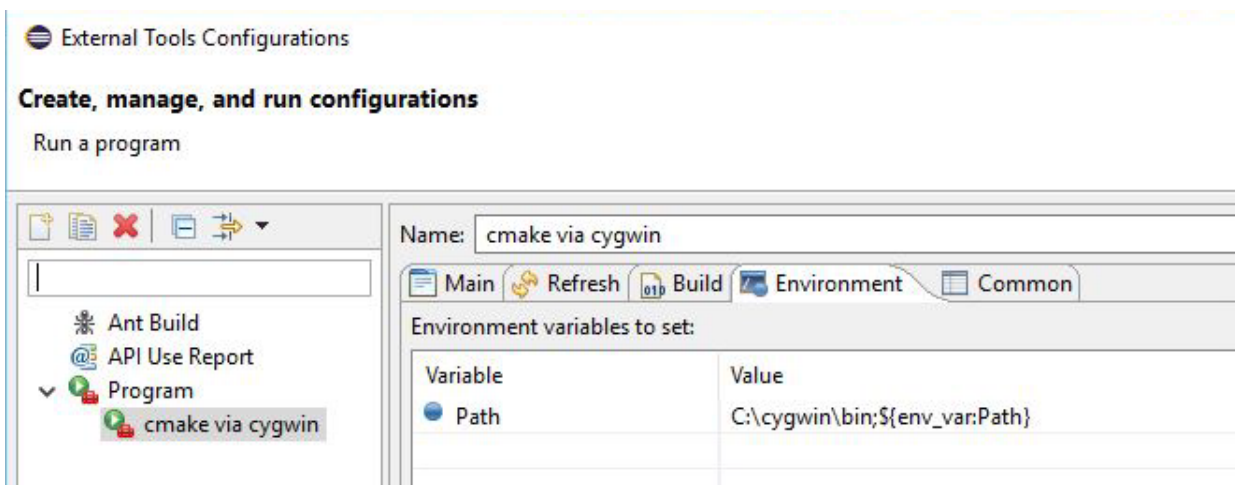 External Tools Configurations
Create, manage, and run configurations
Run a program
Name: cmake via cygwin
Main Refresh Build Environment Common
Ant Build
API Use Report
Program
cmake via cygwin
Environment variables to set:
Variable Value
Path C:\cygwin\bin;${env_var:Path}